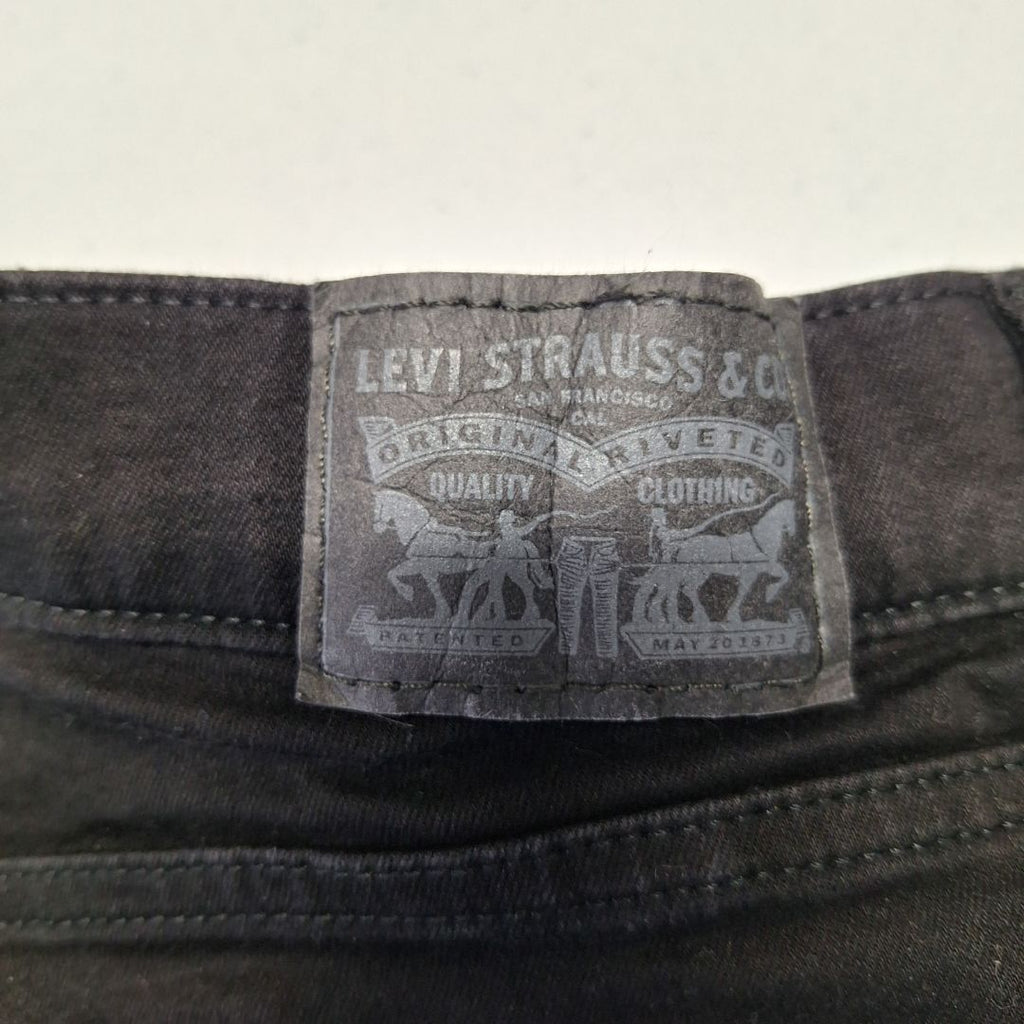 LEVI STRAUSS & CO
SAN FRANCISCO
CAL
ORIGINAL RIVETED
QUALITY CLOTHING
PATENTED MAY 20 1873